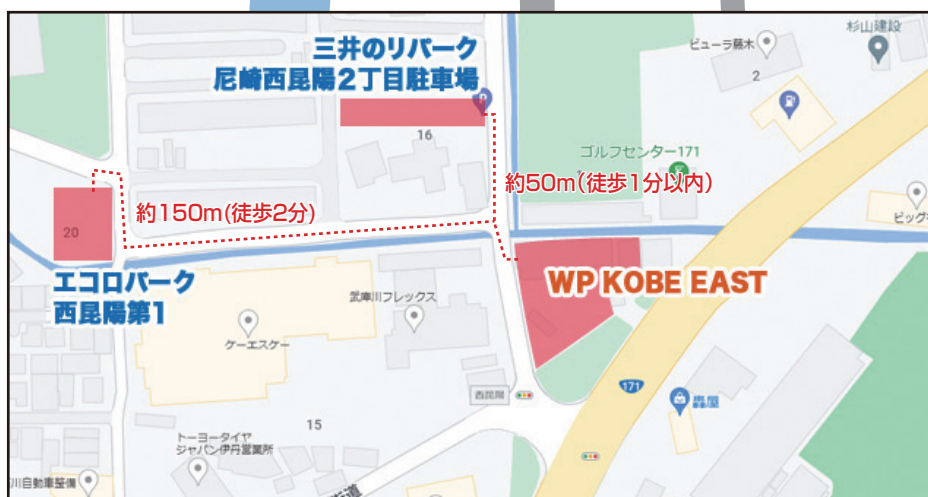 三井のリパーク
尼崎西昆陽2丁目駐車場
ビューラ藤木
杉山建設
2
16
ゴルフセンター171
約50m(徒歩1分以内)
約150m(徒歩2分)
20
ビッグ
エコロパーク
西昆陽第1
WP KOBE EAST
武庫川フレックス
ケーエスケー
171
西昆陽
15
トーヨータイヤ
ジャパン伊丹営業所
川自動車整備
街道